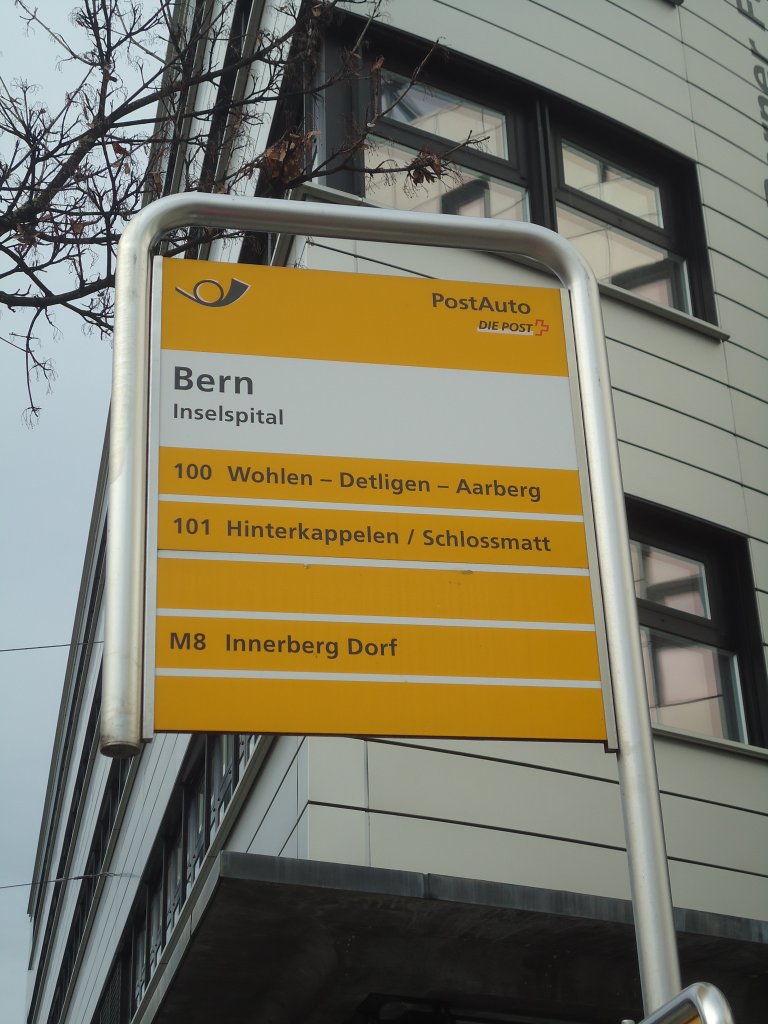 PostAuto
DIE POST
Bern
Inselspital
100 Wohlen – Detligen – Aarberg
101 Hinterkappelen / Schlossmatt
M8 Innerberg Dorf